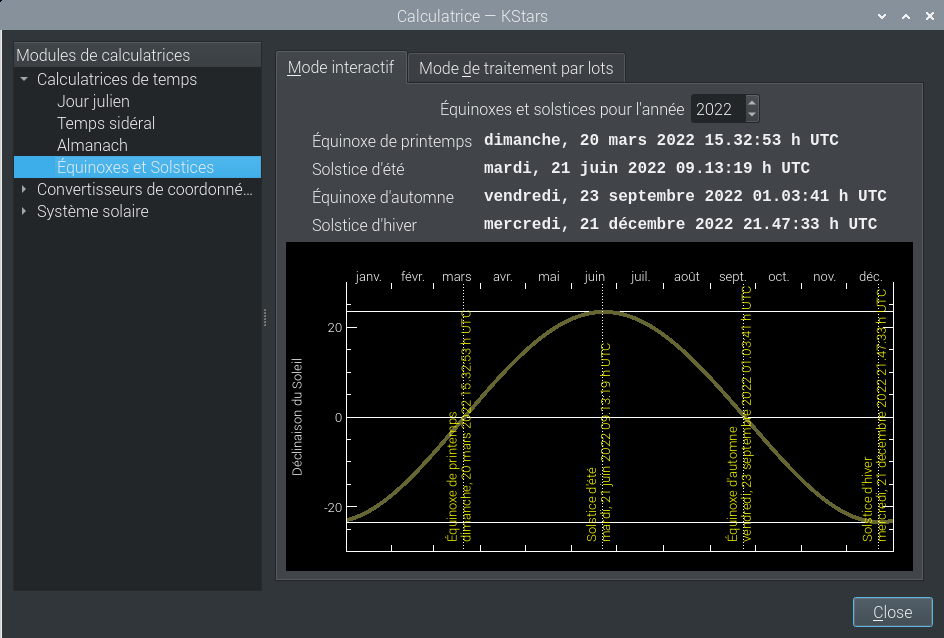 Calculatrice — KStars
Modules de calculatrices
Calculatrices de temps
Jour julien
Temps sidéral
Almanach
Équinoxes et Solstices
Convertisseurs de coordonné...
Système solaire
Mode interactif
Mode de traitement par lots
Équinoxes et solstices pour l'année 2022
Équinoxe de printemps dimanche, 20 mars 2022 15.32:53 h UTC
Solstice d'été mardi, 21 juin 2022 09.13:19 h UTC
Équinoxe d'automne vendredi, 23 septembre 2022 01.03:41 h UTC
Solstice d'hiver mercredi, 21 décembre 2022 21.47:33 h UTC
janv. févr. mars avr. mai juin juil. août sept. oct. nov. déc.
20
0
-20
Déclinaison du Soleil
Équinoxe de printemps
dimanche, 20 mars 2022 15:32:53 h UTC
Solstice d'été
mardi, 21 juin 2022 09:13:19 h UTC
Équinoxe d'automne
vendredi, 23 septembre 2022 01:03:41 h UTC
Solstice d'hiver
mercredi, 21 décembre 2022 21:47:33 h UTC
Close